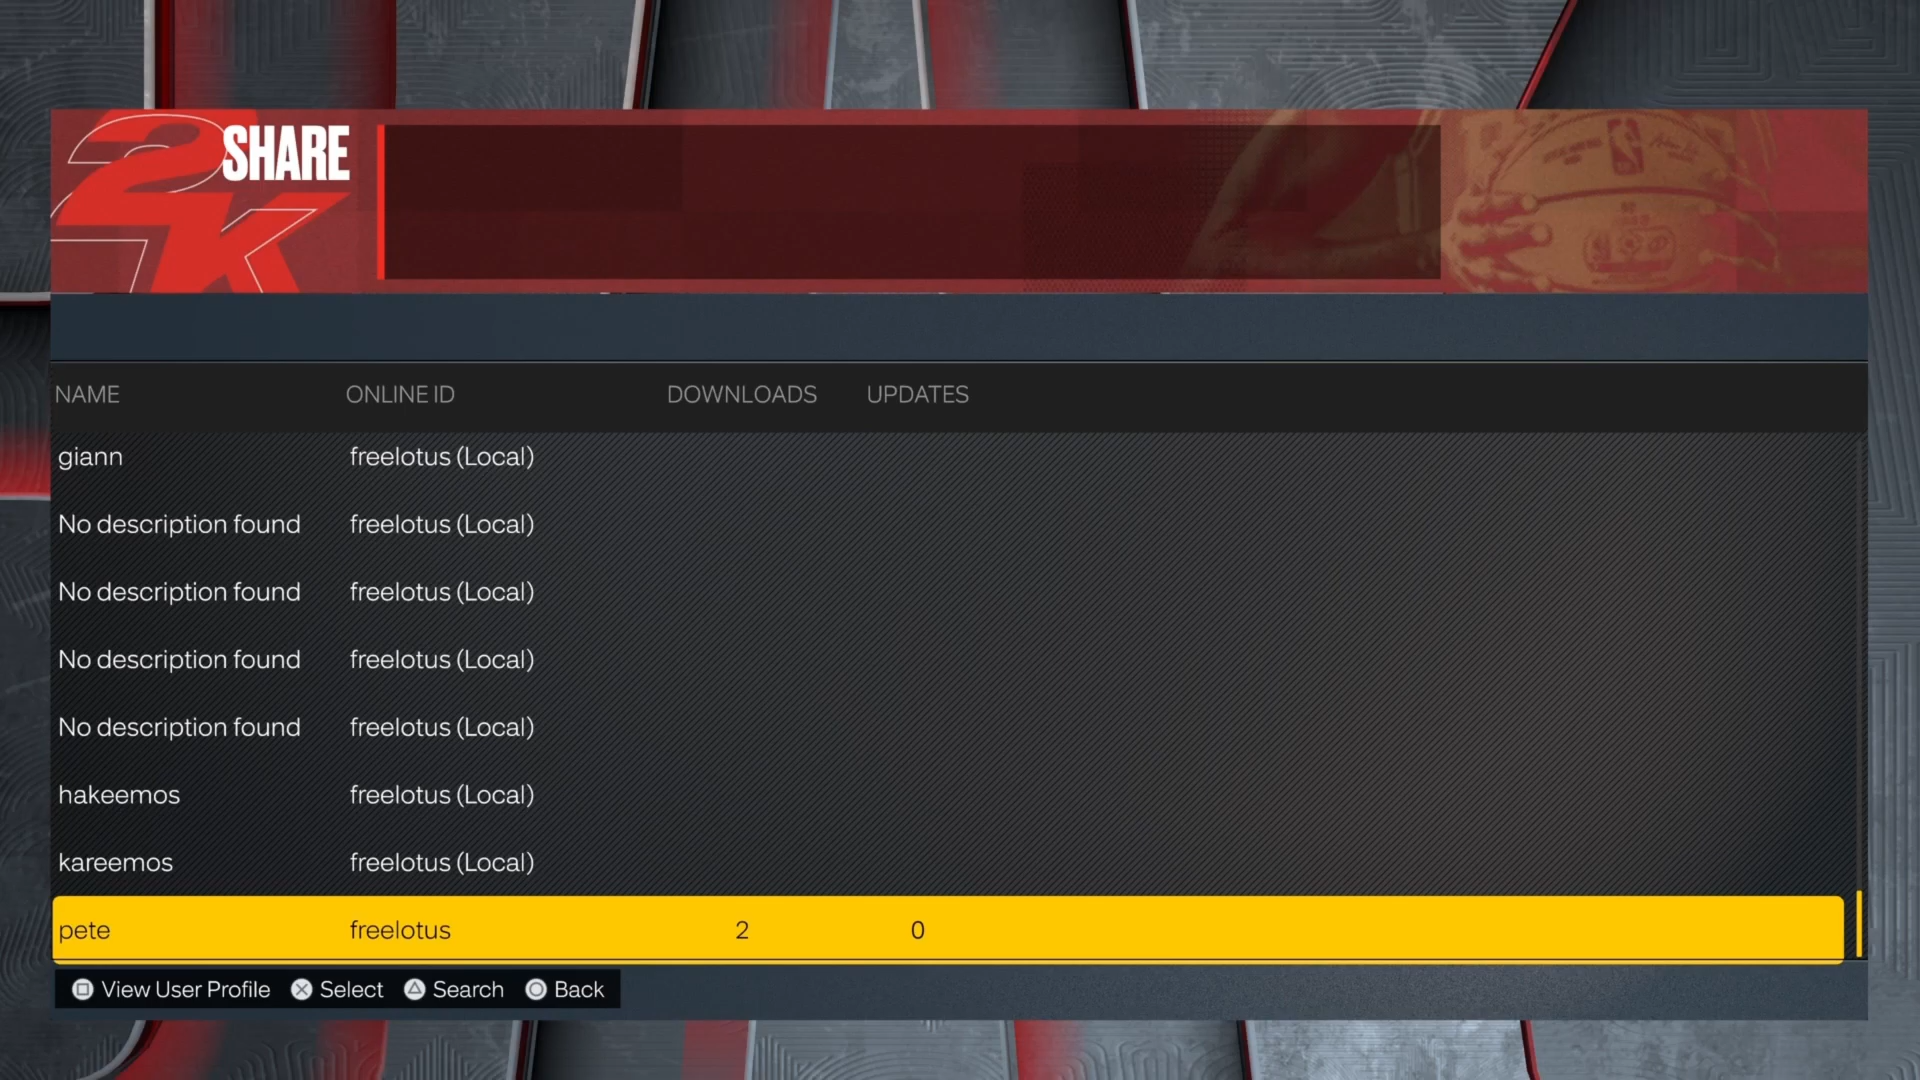 2K SHARE
NAME ONLINE ID DOWNLOADS UPDATES
giann freelotus (Local)
No description found freelotus (Local)
No description found freelotus (Local)
No description found freelotus (Local)
No description found freelotus (Local)
hakeemos freelotus (Local)
kareemos freelotus (Local)
pete freelotus 2 0
View User Profile Select Search Back